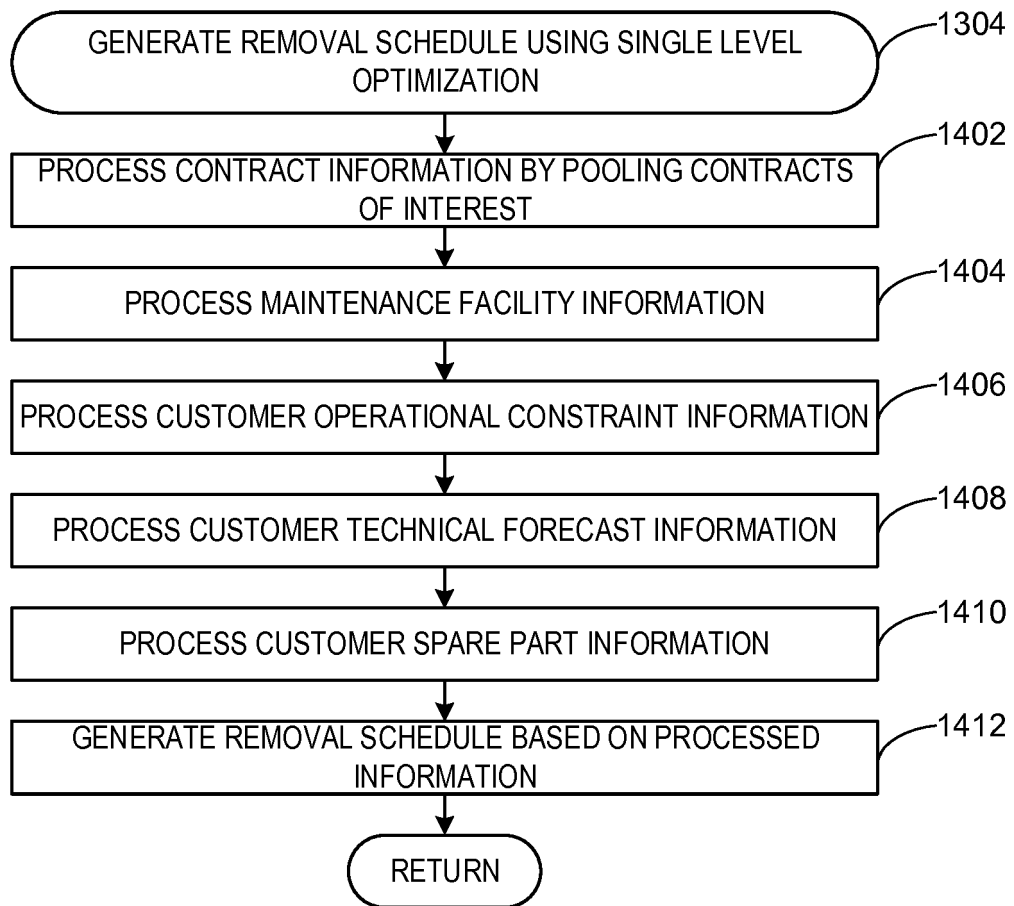 GENERATE REMOVAL SCHEDULE USING SINGLE LEVEL
OPTIMIZATION
1304
PROCESS CONTRACT INFORMATION BY POOLING CONTRACTS
OF INTEREST
1402
PROCESS MAINTENANCE FACILITY INFORMATION
1404
PROCESS CUSTOMER OPERATIONAL CONSTRAINT INFORMATION
1406
PROCESS CUSTOMER TECHNICAL FORECAST INFORMATION
1408
PROCESS CUSTOMER SPARE PART INFORMATION
1410
GENERATE REMOVAL SCHEDULE BASED ON PROCESSED
INFORMATION
1412
RETURN